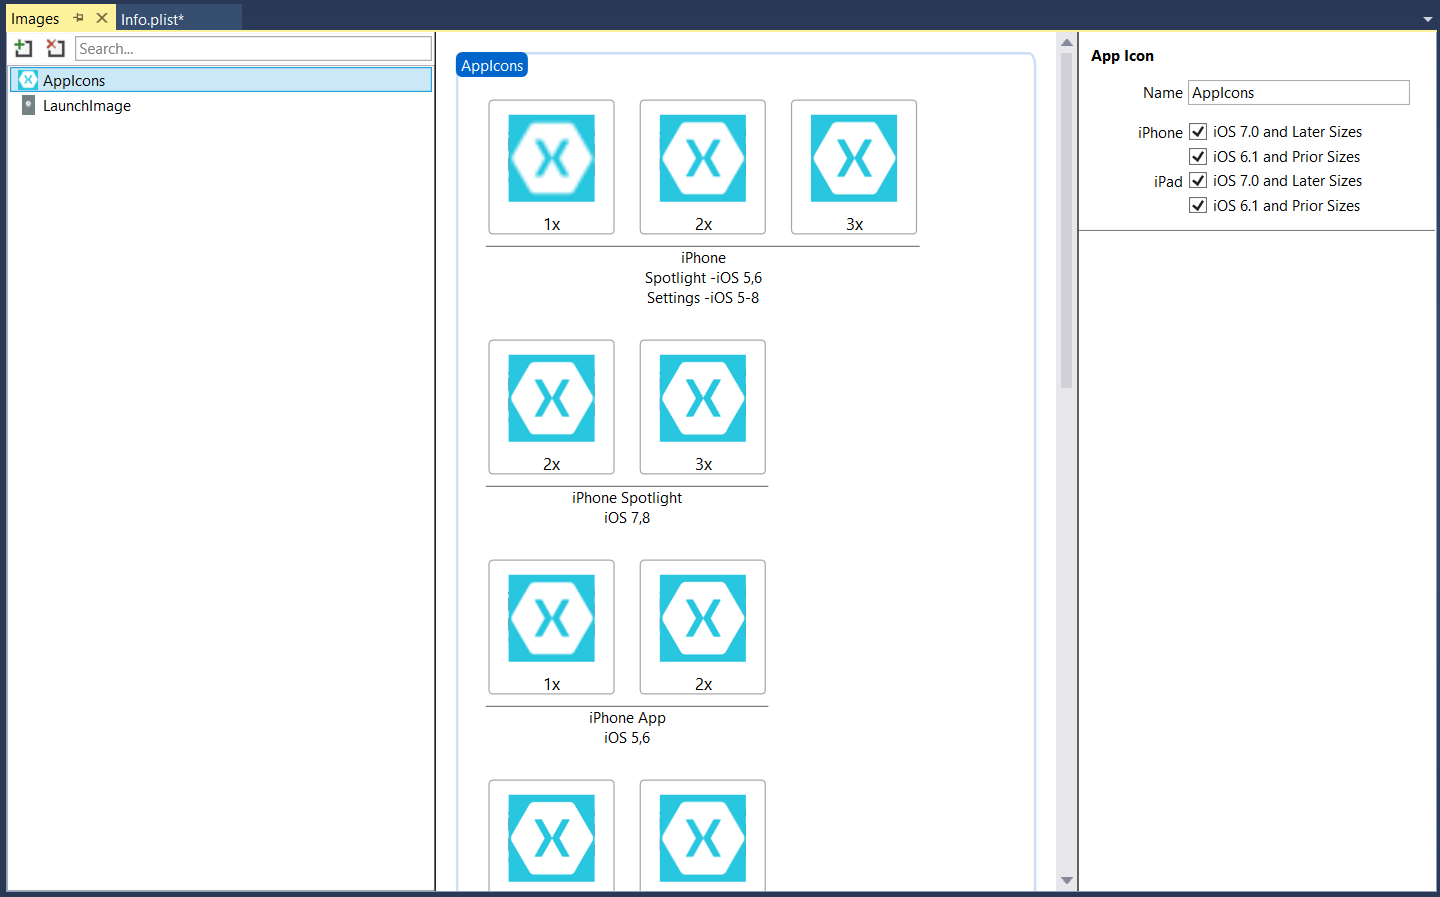 Images
Info.plist*
Search...
AppIcons
LaunchImage
AppIcons
1x
2x
3x
iPhone
Spotlight -iOS 5,6
Settings -iOS 5-8
2x
3x
iPhone Spotlight
iOS 7,8
1x
2x
iPhone App
iOS 5,6
App Icon
Name AppIcons
iPhone iOS 7.0 and Later Sizes
iOS 6.1 and Prior Sizes
iPad iOS 7.0 and Later Sizes
iOS 6.1 and Prior Sizes